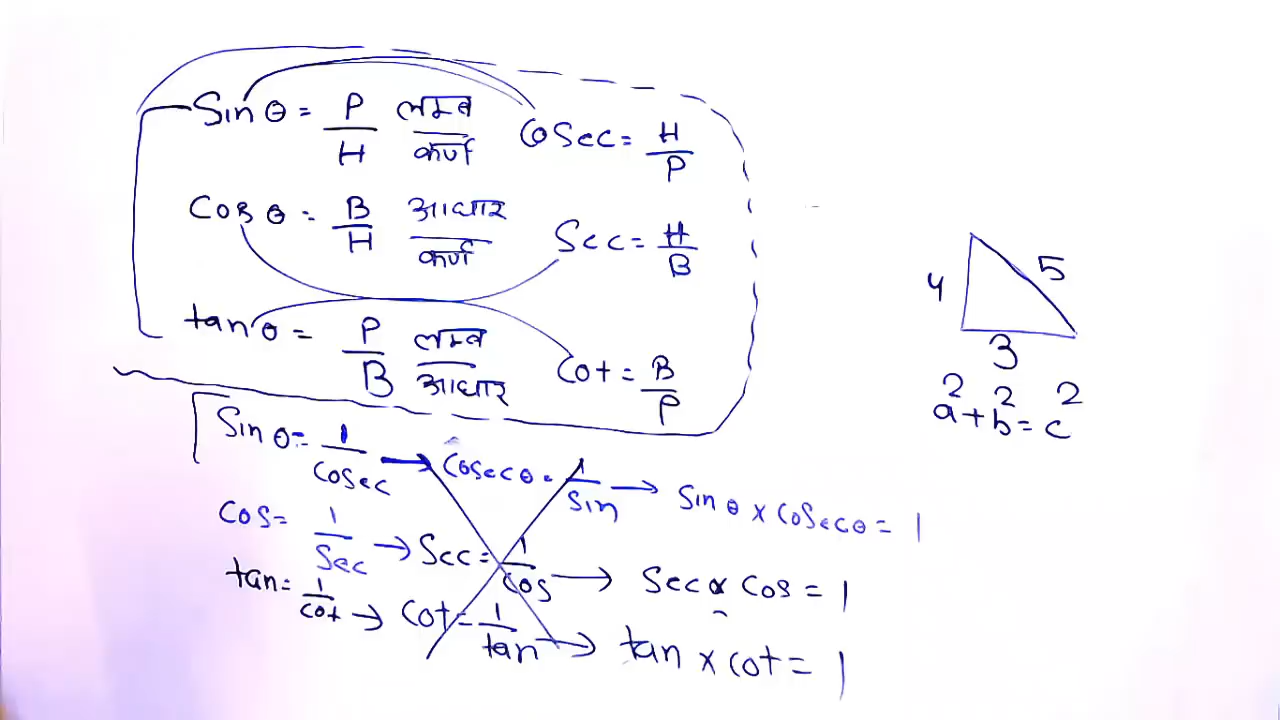 Sin θ = P/H लम्ब/कर्ण Cosec = H/P
Cos θ = B/H आधार/कर्ण Sec = H/B
tan θ = P/B लम्ब/आधार Cot = B/P
4 5
3
a² + b² = c²
Sin θ = 1/Cosec → Cosec θ = 1/Sin → Sin θ × Cosec θ = 1
Cos = 1/Sec → Sec = 1/Cos → Sec × Cos = 1
tan = 1/Cot → Cot = 1/tan → tan × Cot = 1